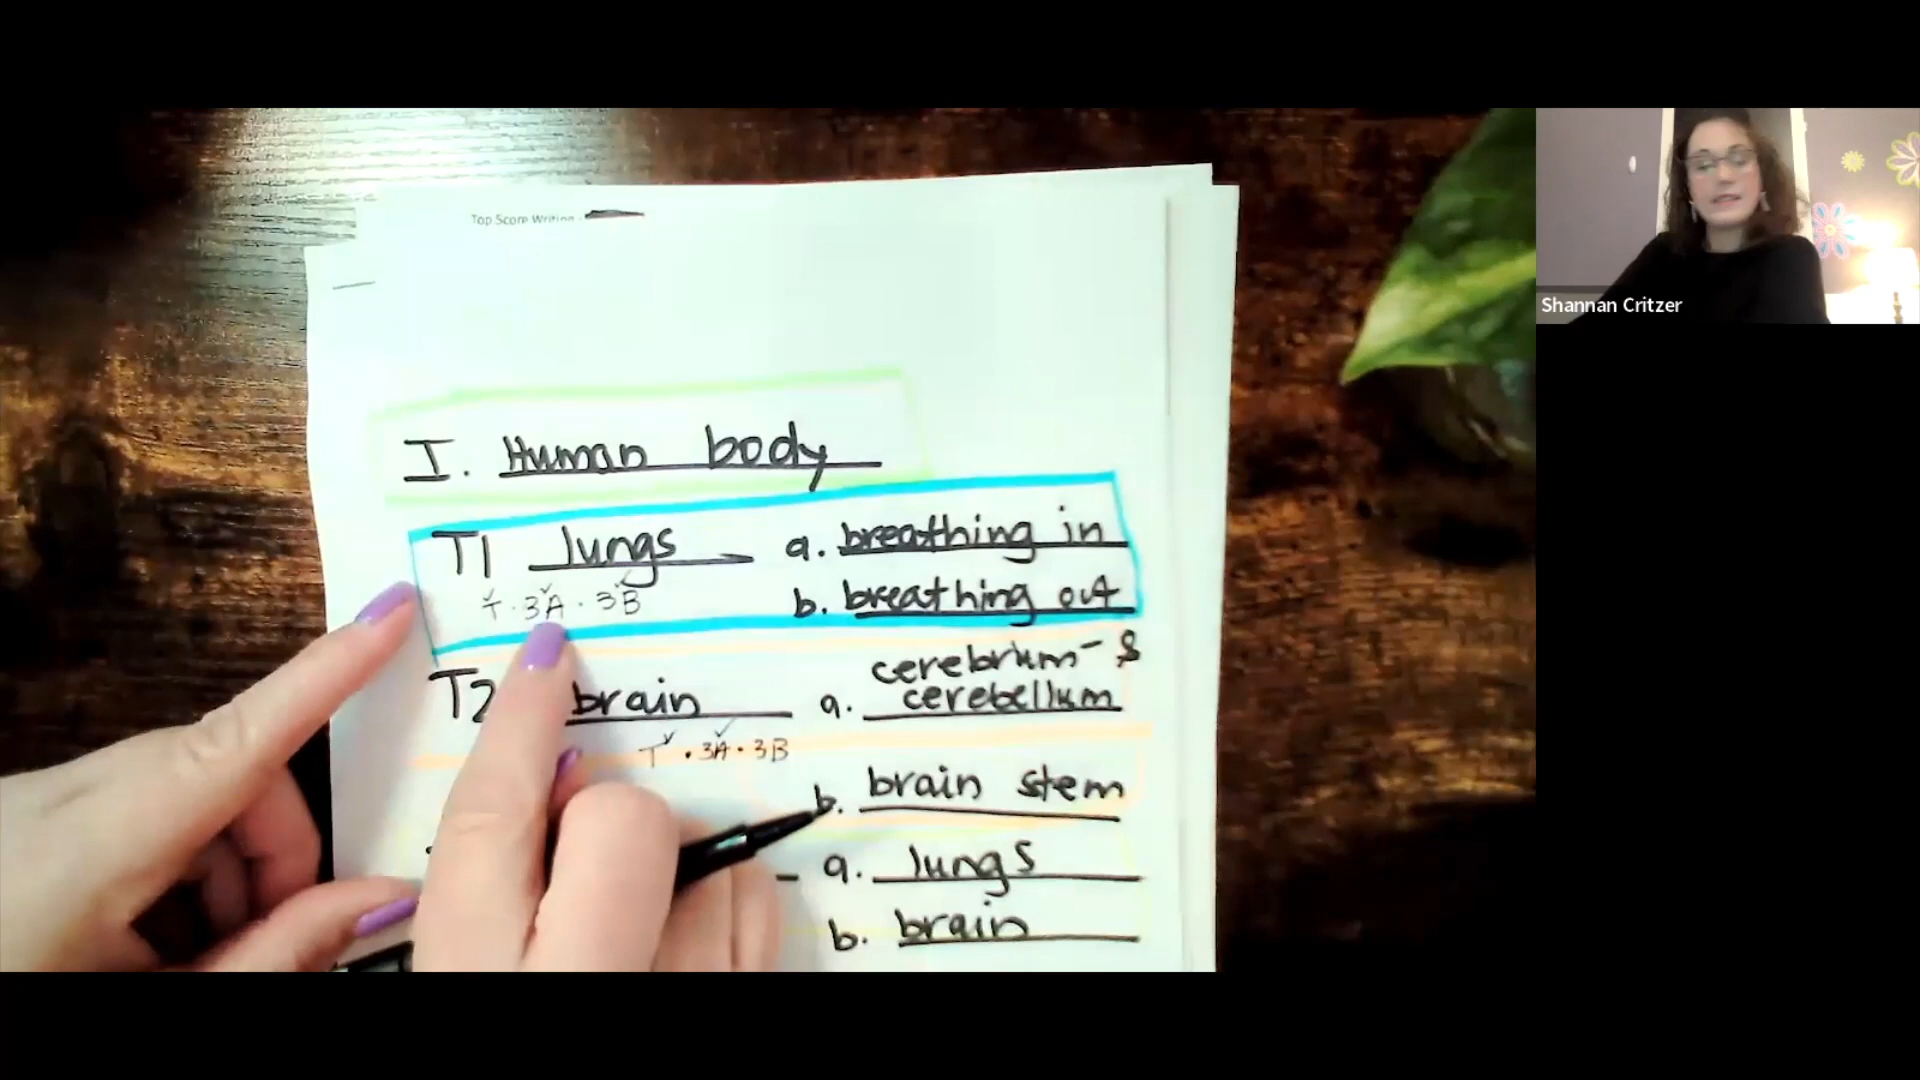 Top Score Writing -
I. Human body
T1 lungs a. breathing in
T · 3A · 3B b. breathing out
cerebrum - &
T2 brain a. cerebellum
T · 3A · 3B
b. brain stem
a. lungs
b. brain
Shannan Critzer